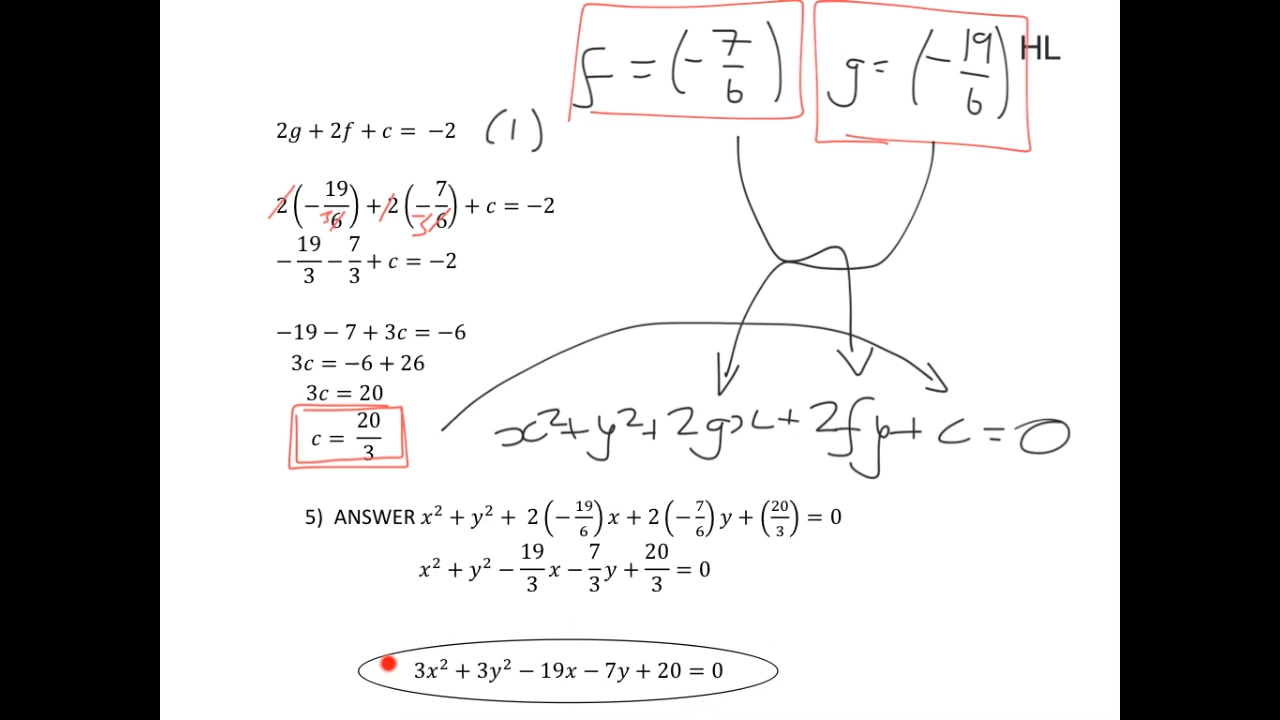 f = (-7/6) g = (-19/6) HL
2g + 2f + c = −2 (1)
2(−19/6) + 2(−7/6) + c = −2
3 3
−19/3 − 7/3 + c = −2
−19 − 7 + 3c = −6
3c = −6 + 26
3c = 20
c = 20/3
x² + y² + 2gx + 2fy + c = 0
5) ANSWER x² + y² + 2(−19/6)x + 2(−7/6)y + (20/3) = 0
x² + y² − 19/3x − 7/3y + 20/3 = 0
3x² + 3y² − 19x − 7y + 20 = 0